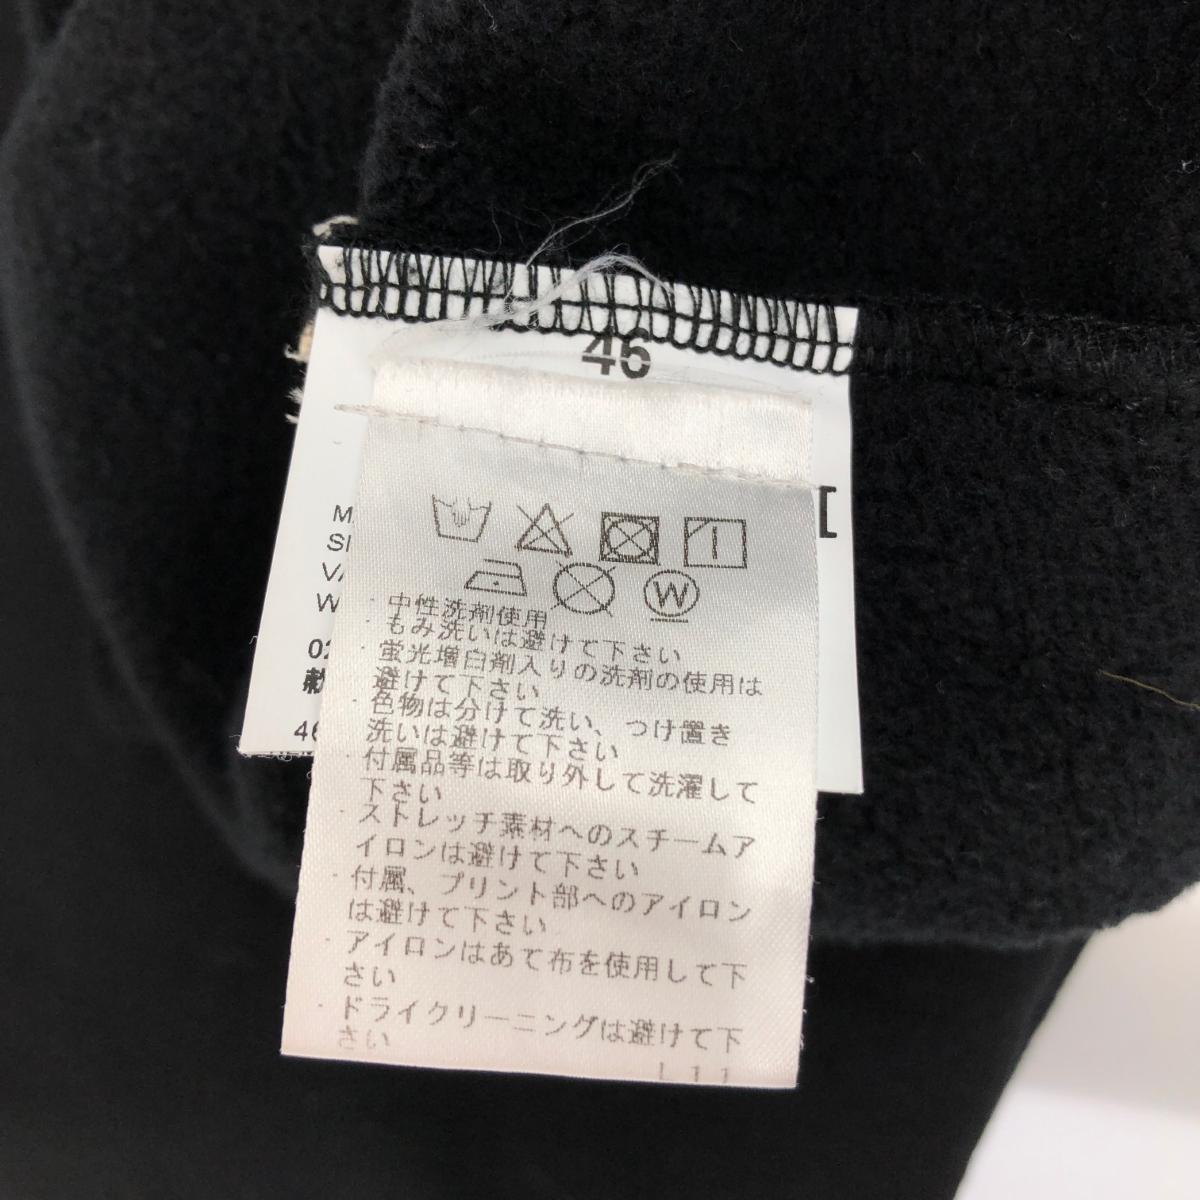 46
W
・中性洗剤使用
・もみ洗いは避けて下さい
・蛍光増白剤入りの洗剤の使用は
避けて下さい
・色物は分けて洗い、つけ置き
洗いは避けて下さい
・付属品等は取り外して洗濯して
下さい
・ストレッチ素材へのスチームア
イロンは避けて下さい
・付属、プリント部へのアイロン
は避けて下さい
・アイロンはあて布を使用して下
さい
・ドライクリーニングは避けて下
さい